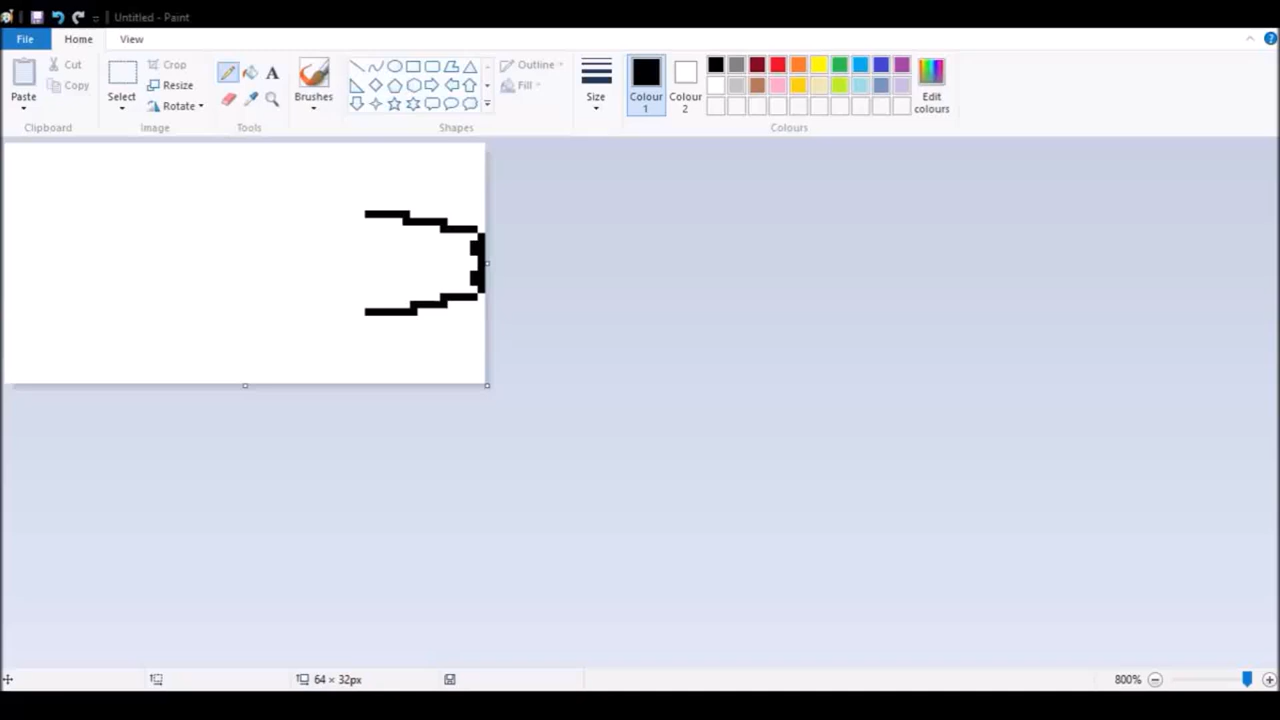 Untitled - Paint
File Home View
Paste
Cut
Copy
Clipboard
Select
Crop
Resize
Rotate
Image
A
Tools
Brushes
Outline
Fill
Shapes
Size
Colour 1
Colour 2
Edit colours
Colours
?
64 × 32px
800%